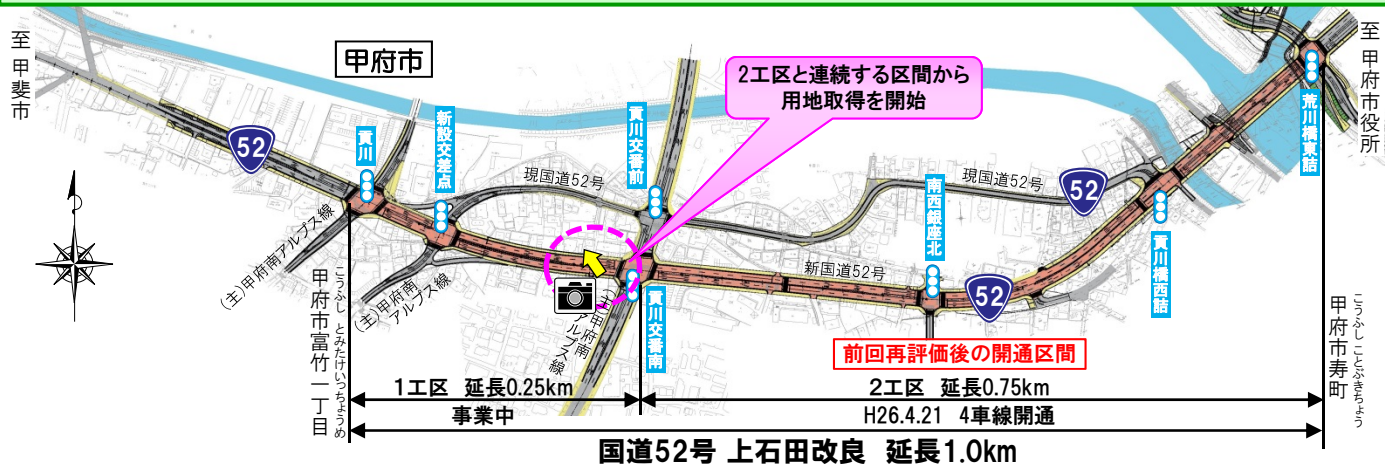 至 甲斐市
甲府市
2工区と連続する区間から
用地取得を開始
至 甲府市役所
52
貢川
新設交差点
貢川交番前
荒川橋東詰
現国道52号
現国道52号
52
南西銀座北
貢川橋西詰
新国道52号
52
(主)甲府南アルプス線
(主)甲府南
アルプス線
(主)甲府南
アルプス線
貢川交番南
前回再評価後の開通区間
こうふし とみたけいっちょうめ
甲府市富竹一丁目
こうふし ことぶきちょう
甲府市寿町
1工区 延長0.25km
2工区 延長0.75km
事業中
H26.4.21 4車線開通
国道52号 上石田改良 延長1.0km